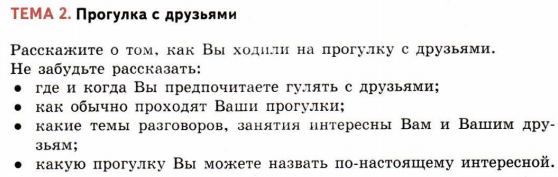 ТЕМА 2. Прогулка с друзьями
Расскажите о том, как Вы ходили на прогулку с друзьями.
Не забудьте рассказать:
• где и когда Вы предпочитаете гулять с друзьями;
• как обычно проходят Ваши прогулки;
• какие темы разговоров, занятия интересны Вам и Вашим дру-
зьям;
• какую прогулку Вы можете назвать по-настоящему интересной.